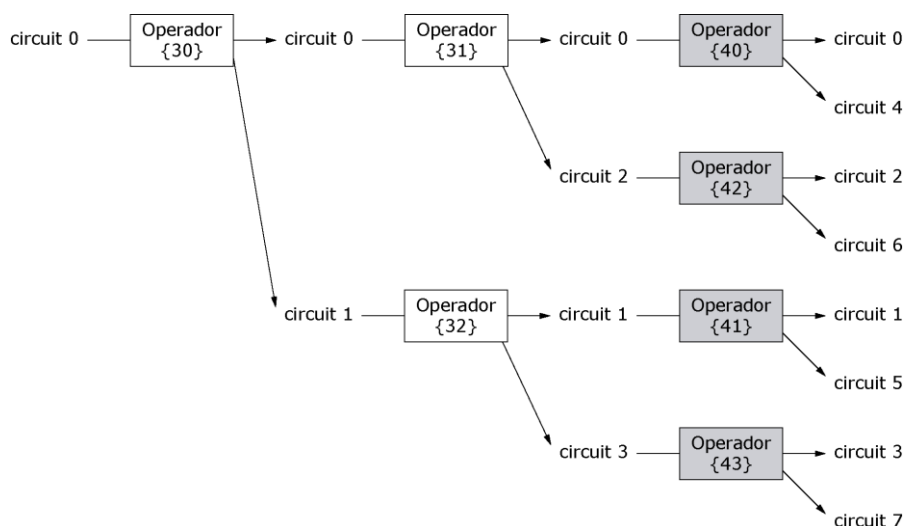 circuit 0
Operador
{30}
circuit 0
Operador
{31}
circuit 0
Operador
{40}
circuit 0
circuit 4
circuit 2
Operador
{42}
circuit 2
circuit 6
circuit 1
Operador
{32}
circuit 1
Operador
{41}
circuit 1
circuit 5
circuit 3
Operador
{43}
circuit 3
circuit 7